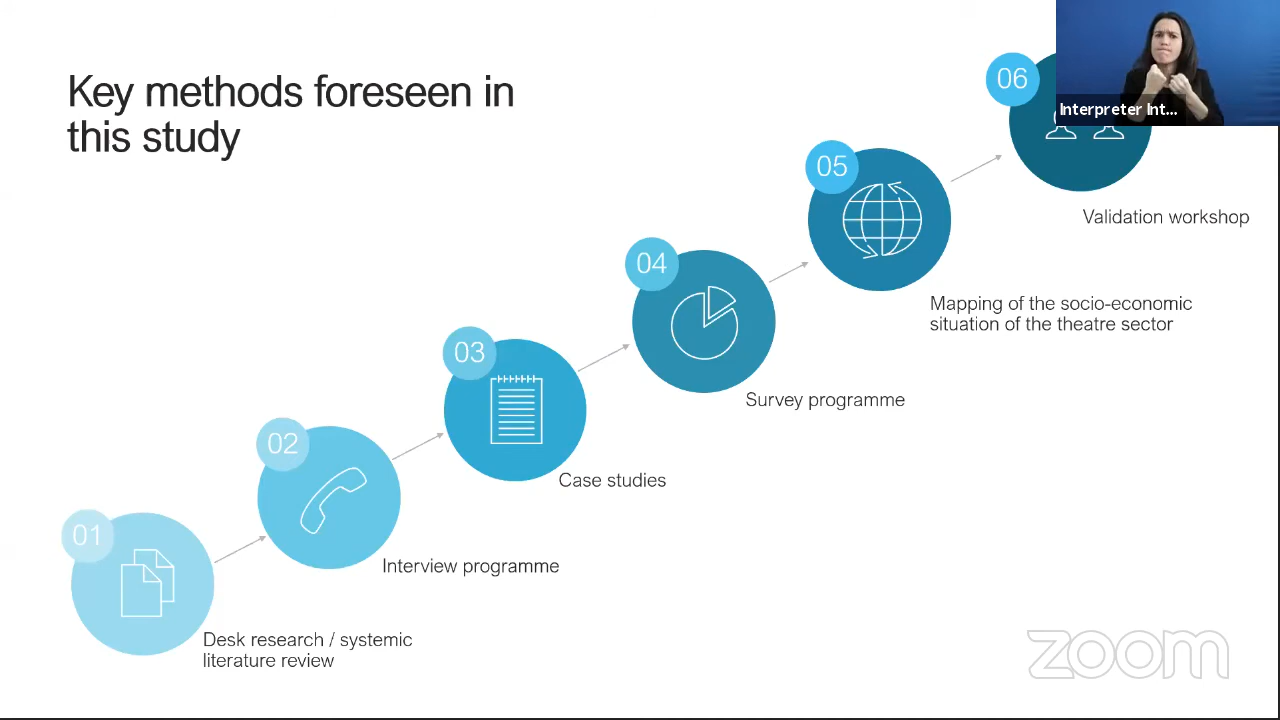 Key methods foreseen in
this study
06
Interpreter Int...
Validation workshop
05
Mapping of the socio-economic
situation of the theatre sector
04
Survey programme
03
Case studies
02
Interview programme
01
Desk research / systemic
literature review
zoom